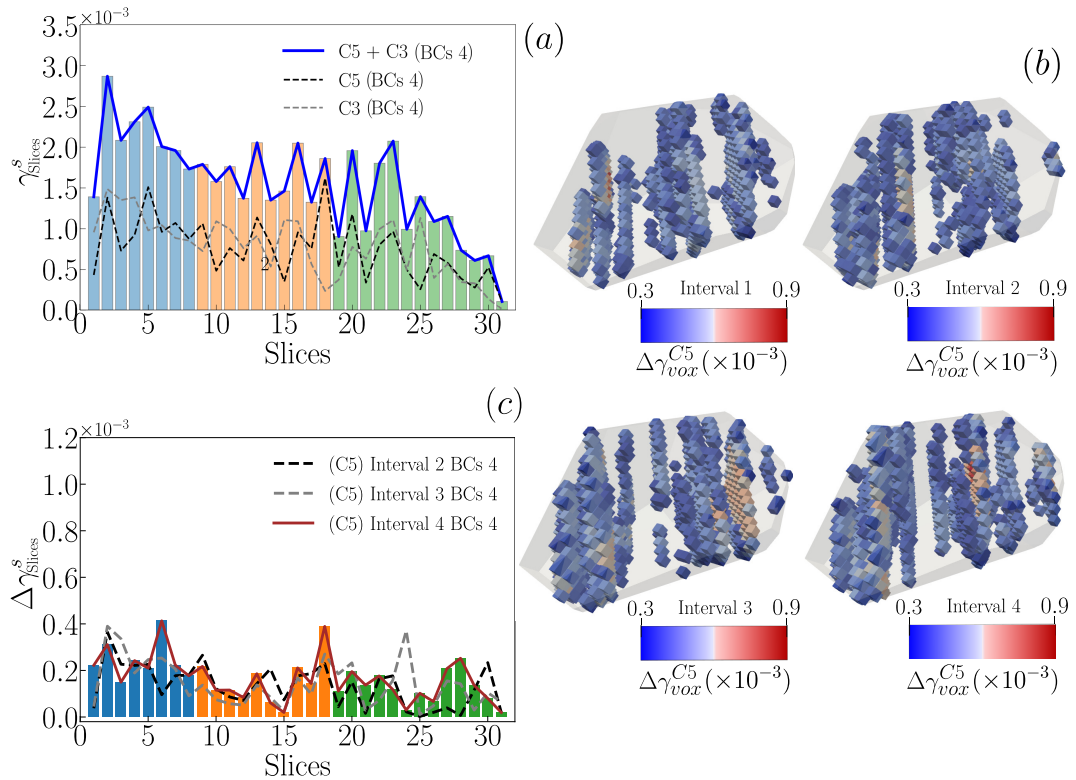 ×10⁻³
3.5
3.0
2.5
2.0
1.5
1.0
0.5
0.0
γˢ_Slices
C5 + C3 (BCs 4)
C5 (BCs 4)
C3 (BCs 4)
2
0 5 10 15 20 25 30
Slices
(a)
(b)
0.3 Interval 1 0.9
Δγ^C5_vox (×10⁻³)
0.3 Interval 2 0.9
Δγ^C5_vox (×10⁻³)
(c)
×10⁻³
1.2
1.0
0.8
0.6
0.4
0.2
0.0
Δγˢ_Slices
(C5) Interval 2 BCs 4
(C5) Interval 3 BCs 4
(C5) Interval 4 BCs 4
0 5 10 15 20 25 30
Slices
0.3 Interval 3 0.9
Δγ^C5_vox (×10⁻³)
0.3 Interval 4 0.9
Δγ^C5_vox (×10⁻³)